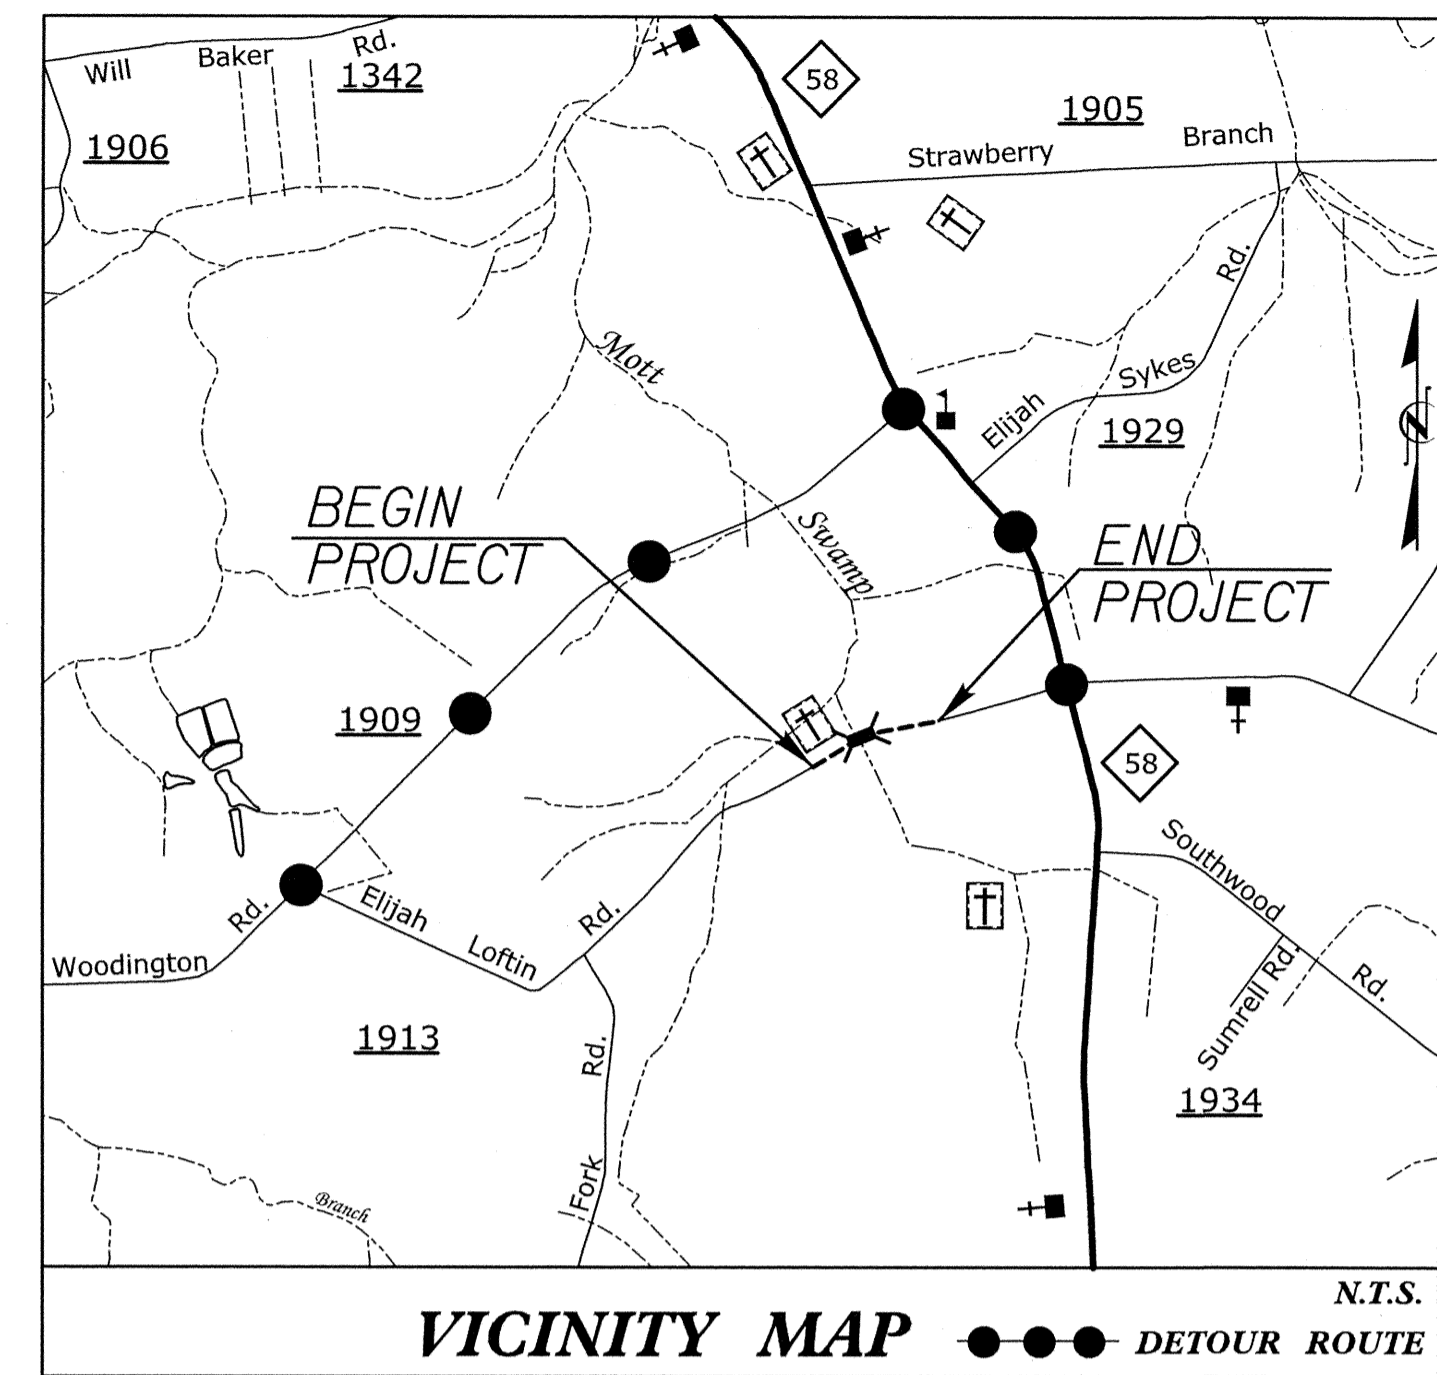 Will Baker Rd.
1342
1906
58
1905
Strawberry Branch
Elijah Sykes Rd.
1929
Mott Swamp
N
BEGIN
PROJECT
END
PROJECT
1909
58
Woodington Rd.
Elijah Loftin Rd.
Southwood Rd.
Sumrell Rd.
1913
1934
Fork Rd.
Branch
N.T.S.
VICINITY MAP
DETOUR ROUTE